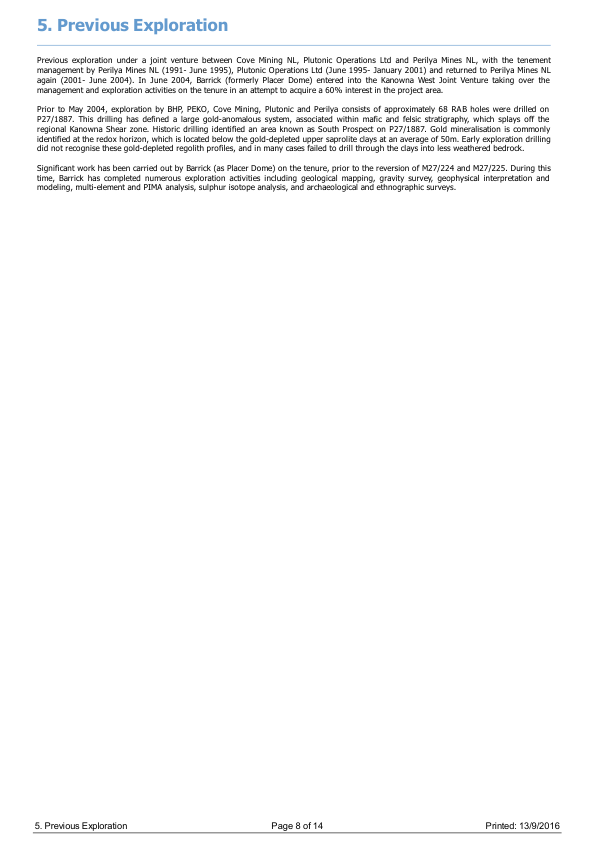 5. Previous Exploration
Previous exploration under a joint venture between Cove Mining NL, Plutonic Operations Ltd and Perilya Mines NL, with the tenement
management by Perilya Mines NL (1991- June 1995), Plutonic Operations Ltd (June 1995- January 2001) and returned to Perilya Mines NL
again (2001- June 2004). In June 2004, Barrick (formerly Placer Dome) entered into the Kanowna West Joint Venture taking over the
management and exploration activities on the tenure in an attempt to acquire a 60% interest in the project area.
Prior to May 2004, exploration by BHP, PEKO, Cove Mining, Plutonic and Perilya consists of approximately 68 RAB holes were drilled on
P27/1887. This drilling has defined a large gold-anomalous system, associated within mafic and felsic stratigraphy, which splays off the
regional Kanowna Shear zone. Historic drilling identified an area known as South Prospect on P27/1887. Gold mineralisation is commonly
identified at the redox horizon, which is located below the gold-depleted upper saprolite clays at an average of 50m. Early exploration drilling
did not recognise these gold-depleted regolith profiles, and in many cases failed to drill through the clays into less weathered bedrock.
Significant work has been carried out by Barrick (as Placer Dome) on the tenure, prior to the reversion of M27/224 and M27/225. During this
time, Barrick has completed numerous exploration activities including geological mapping, gravity survey, geophysical interpretation and
modeling, multi-element and PIMA analysis, sulphur isotope analysis, and archaeological and ethnographic surveys.
5. Previous Exploration Page 8 of 14 Printed: 13/9/2016